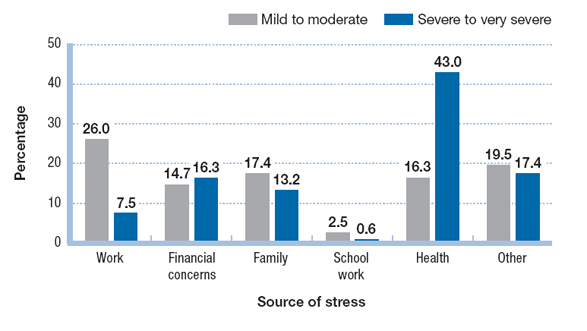 Mild to moderate Severe to very severe
Percentage
50
40
30
20
10
0
26.0
7.5
14.7
16.3
17.4
13.2
2.5
0.6
16.3
43.0
19.5
17.4
Work
Financial
concerns
Family
School
work
Health
Other
Source of stress